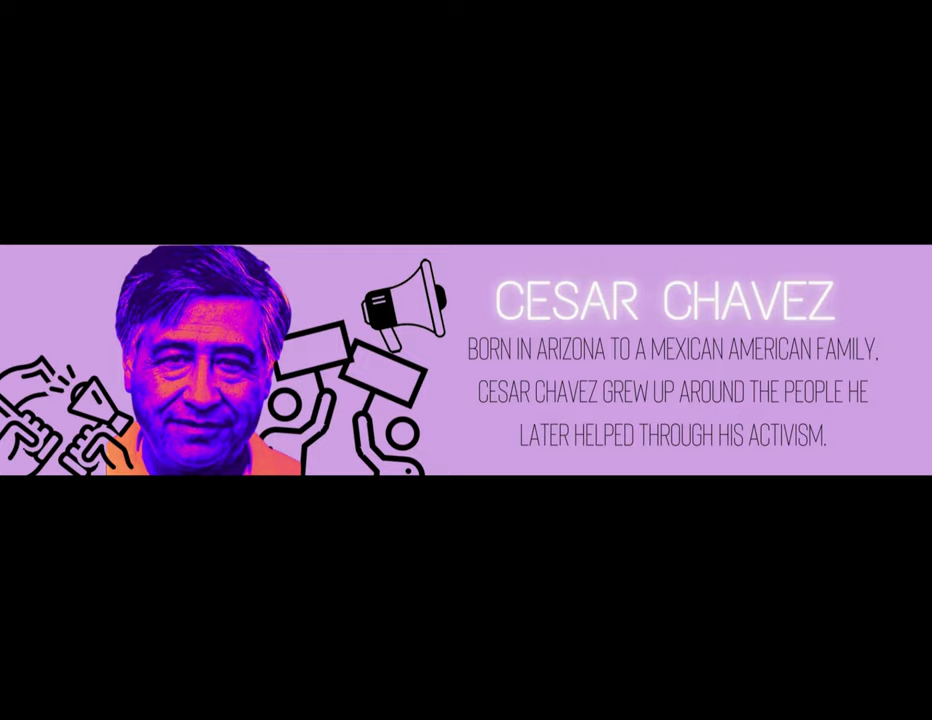 CESAR CHAVEZ
BORN IN ARIZONA TO A MEXICAN AMERICAN FAMILY,
CESAR CHAVEZ GREW UP AROUND THE PEOPLE HE
LATER HELPED THROUGH HIS ACTIVISM.